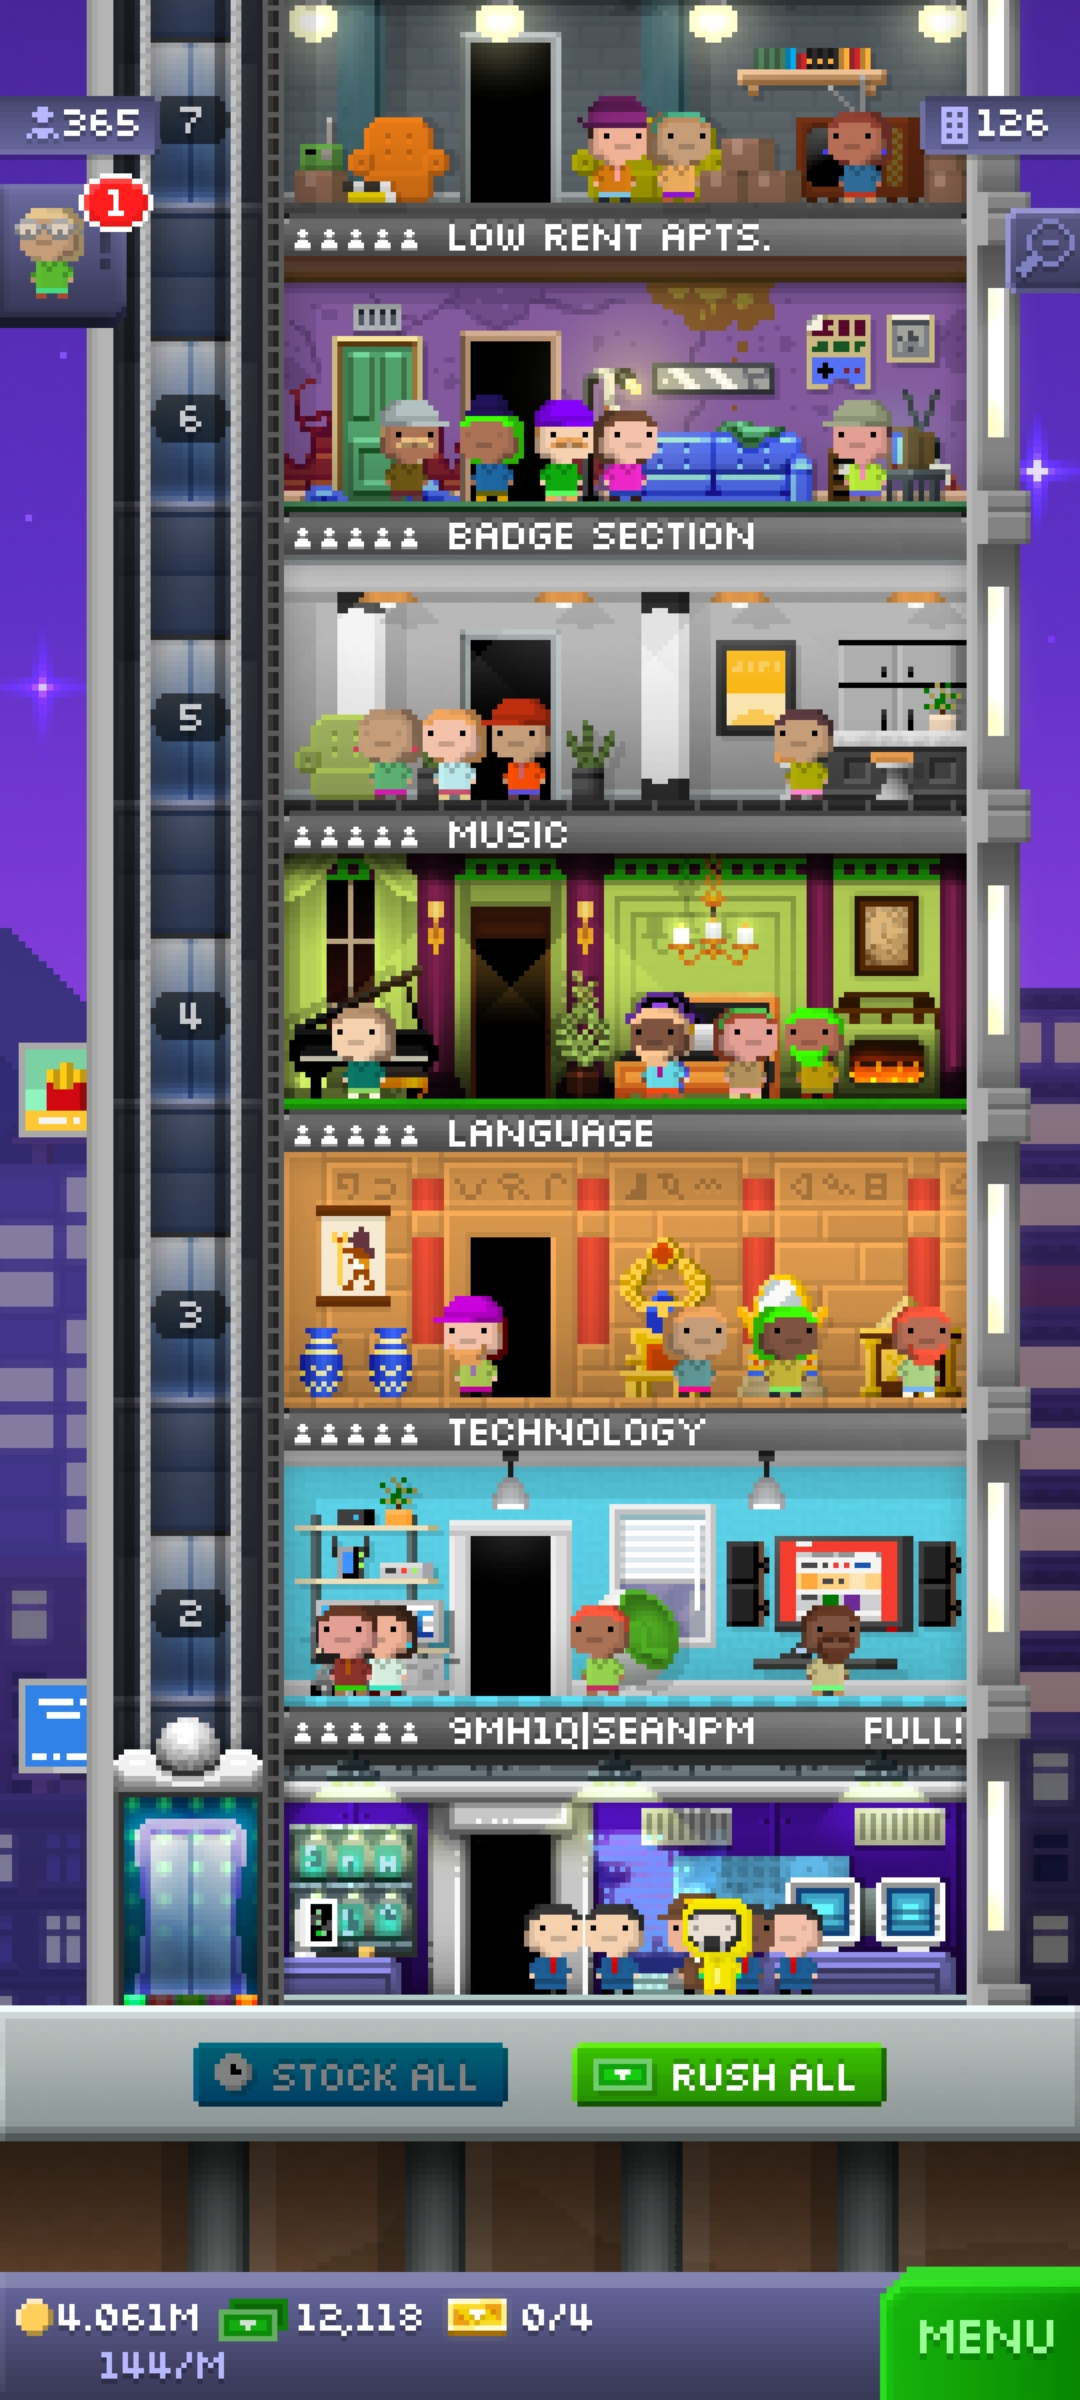 7
365
126
1
LOW RENT APTS.
6
BADGE SECTION
5
MUSIC
4
LANGUAGE
3
TECHNOLOGY
2
9MH1Q|SEANPM FULL!
STOCK ALL
RUSH ALL
4.061M 12,118 0/4
144/M
MENU